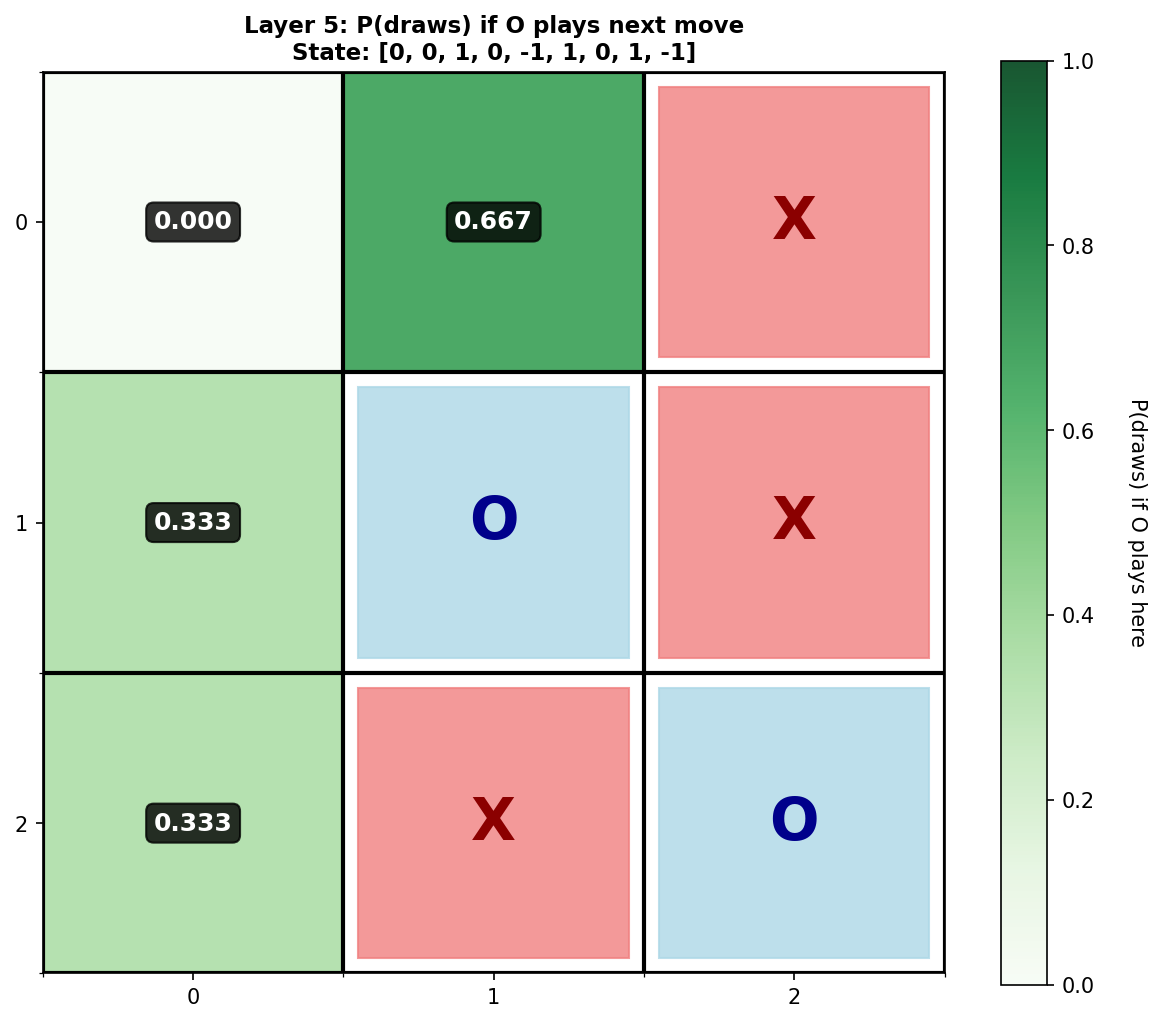 Layer 5: P(draws) if O plays next move
State: [0, 0, 1, 0, -1, 1, 0, 1, -1]
0.000
0.667
X
0.333
O
X
0.333
X
O
0
1
2
0
1
2
1.0
0.8
0.6
0.4
0.2
0.0
P(draws) if O plays here